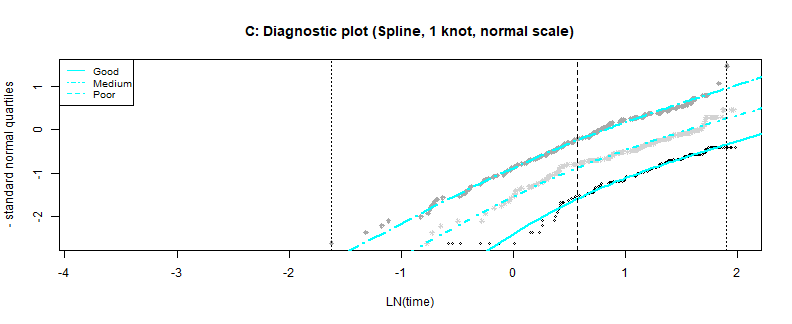 C: Diagnostic plot (Spline, 1 knot, normal scale)
- standard normal quartiles
1
0
-1
-2
Good
Medium
Poor
-4 -3 -2 -1 0 1 2
LN(time)